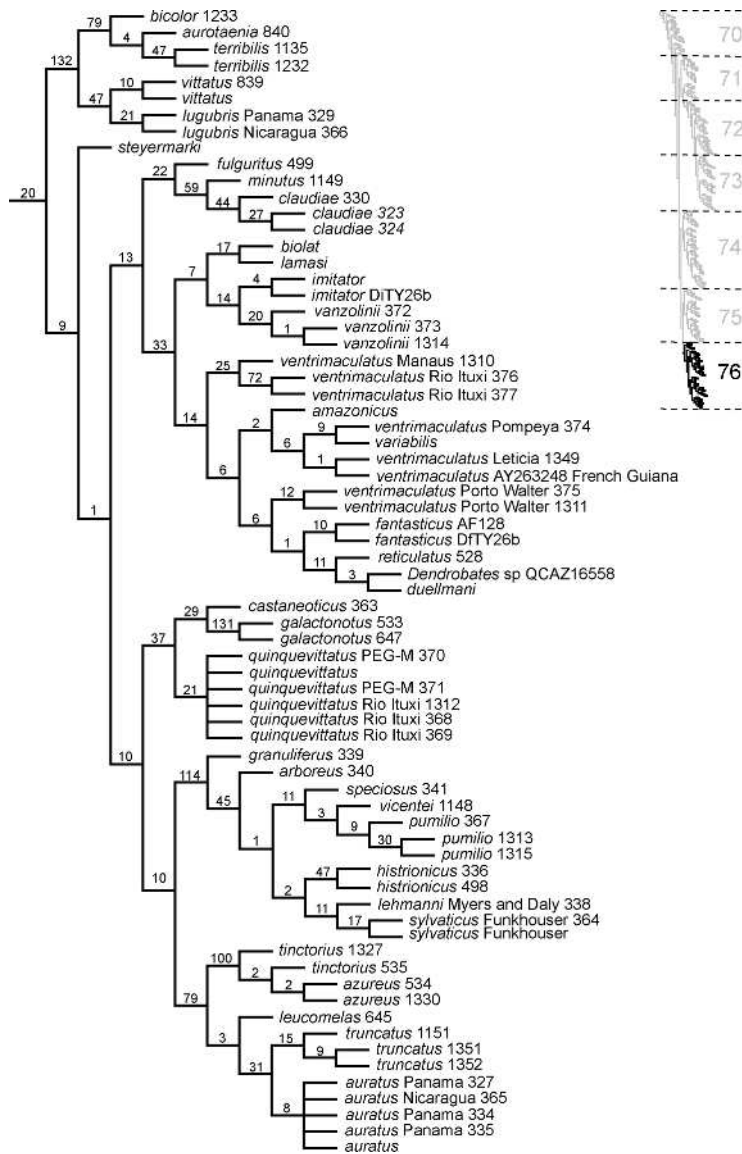 bicolor 1233
79
aurotaenia 840
4
terribilis 1135
47
terribilis 1232
132
vittatus 839
10
vittatus
47
lugubris Panama 329
21
lugubris Nicaragua 366
steyermarki
20
fulguritus 499
22
minutus 1149
59
claudiae 330
44
claudiae 323
27
claudiae 324
13
biolat
17
lamasi
7
imitator
4
imitator DiTY26b
14
vanzolinii 372
20
vanzolinii 373
1
vanzolinii 1314
9
33
ventrimaculatus Manaus 1310
25
ventrimaculatus Rio Ituxi 376
72
ventrimaculatus Rio Ituxi 377
14
amazonicus
2
ventrimaculatus Pompeya 374
9
variabilis
6
ventrimaculatus Leticia 1349
1
ventrimaculatus AY263248 French Guiana
6
ventrimaculatus Porto Walter 375
12
ventrimaculatus Porto Walter 1311
6
fantasticus AF128
10
fantasticus DfTY26b
1
reticulatus 528
11
Dendrobates sp QCAZ16558
3
duellmani
1
castaneoticus 363
29
galactonotus 533
131
galactonotus 647
37
quinquevittatus PEG-M 370
quinquevittatus
quinquevittatus PEG-M 371
21
quinquevittatus Rio Ituxi 1312
quinquevittatus Rio Ituxi 368
quinquevittatus Rio Ituxi 369
10
granuliferus 339
114
arboreus 340
45
speciosus 341
11
vicentei 1148
3
pumilio 367
9
pumilio 1313
30
pumilio 1315
1
histrionicus 336
47
histrionicus 498
2
lehmanni Myers and Daly 338
11
sylvaticus Funkhouser 364
17
sylvaticus Funkhouser
10
tinctorius 1327
100
tinctorius 535
2
azureus 534
2
azureus 1330
79
leucomelas 645
3
truncatus 1151
15
truncatus 1351
9
truncatus 1352
31
auratus Panama 327
auratus Nicaragua 365
8
auratus Panama 334
auratus Panama 335
auratus
70
71
72
73
74
75
76